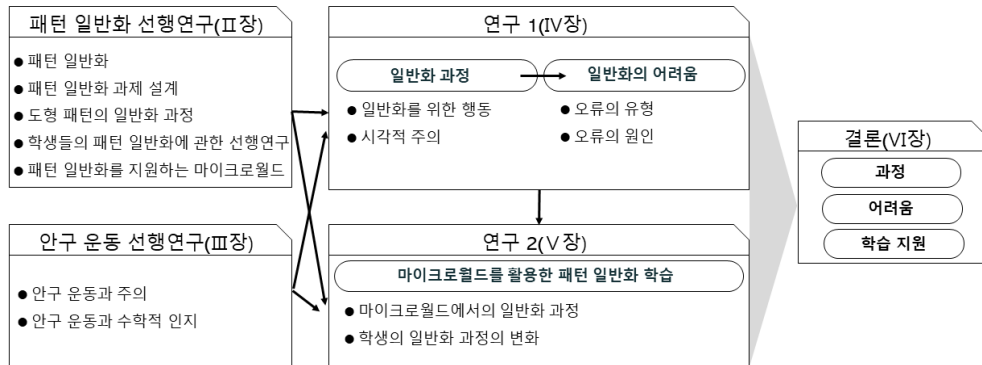 패턴 일반화 선행연구(Ⅱ장)
● 패턴 일반화
● 패턴 일반화 과제 설계
● 도형 패턴의 일반화 과정
● 학생들의 패턴 일반화에 관한 선행연구
● 패턴 일반화를 지원하는 마이크로월드
안구 운동 선행연구(Ⅲ장)
● 안구 운동과 주의
● 안구 운동과 수학적 인지
연구 1(Ⅳ장)
일반화 과정
● 일반화를 위한 행동
● 시각적 주의
일반화의 어려움
● 오류의 유형
● 오류의 원인
연구 2(Ⅴ장)
마이크로월드를 활용한 패턴 일반화 학습
● 마이크로월드에서의 일반화 과정
● 학생의 일반화 과정의 변화
결론(Ⅵ장)
과정
어려움
학습 지원